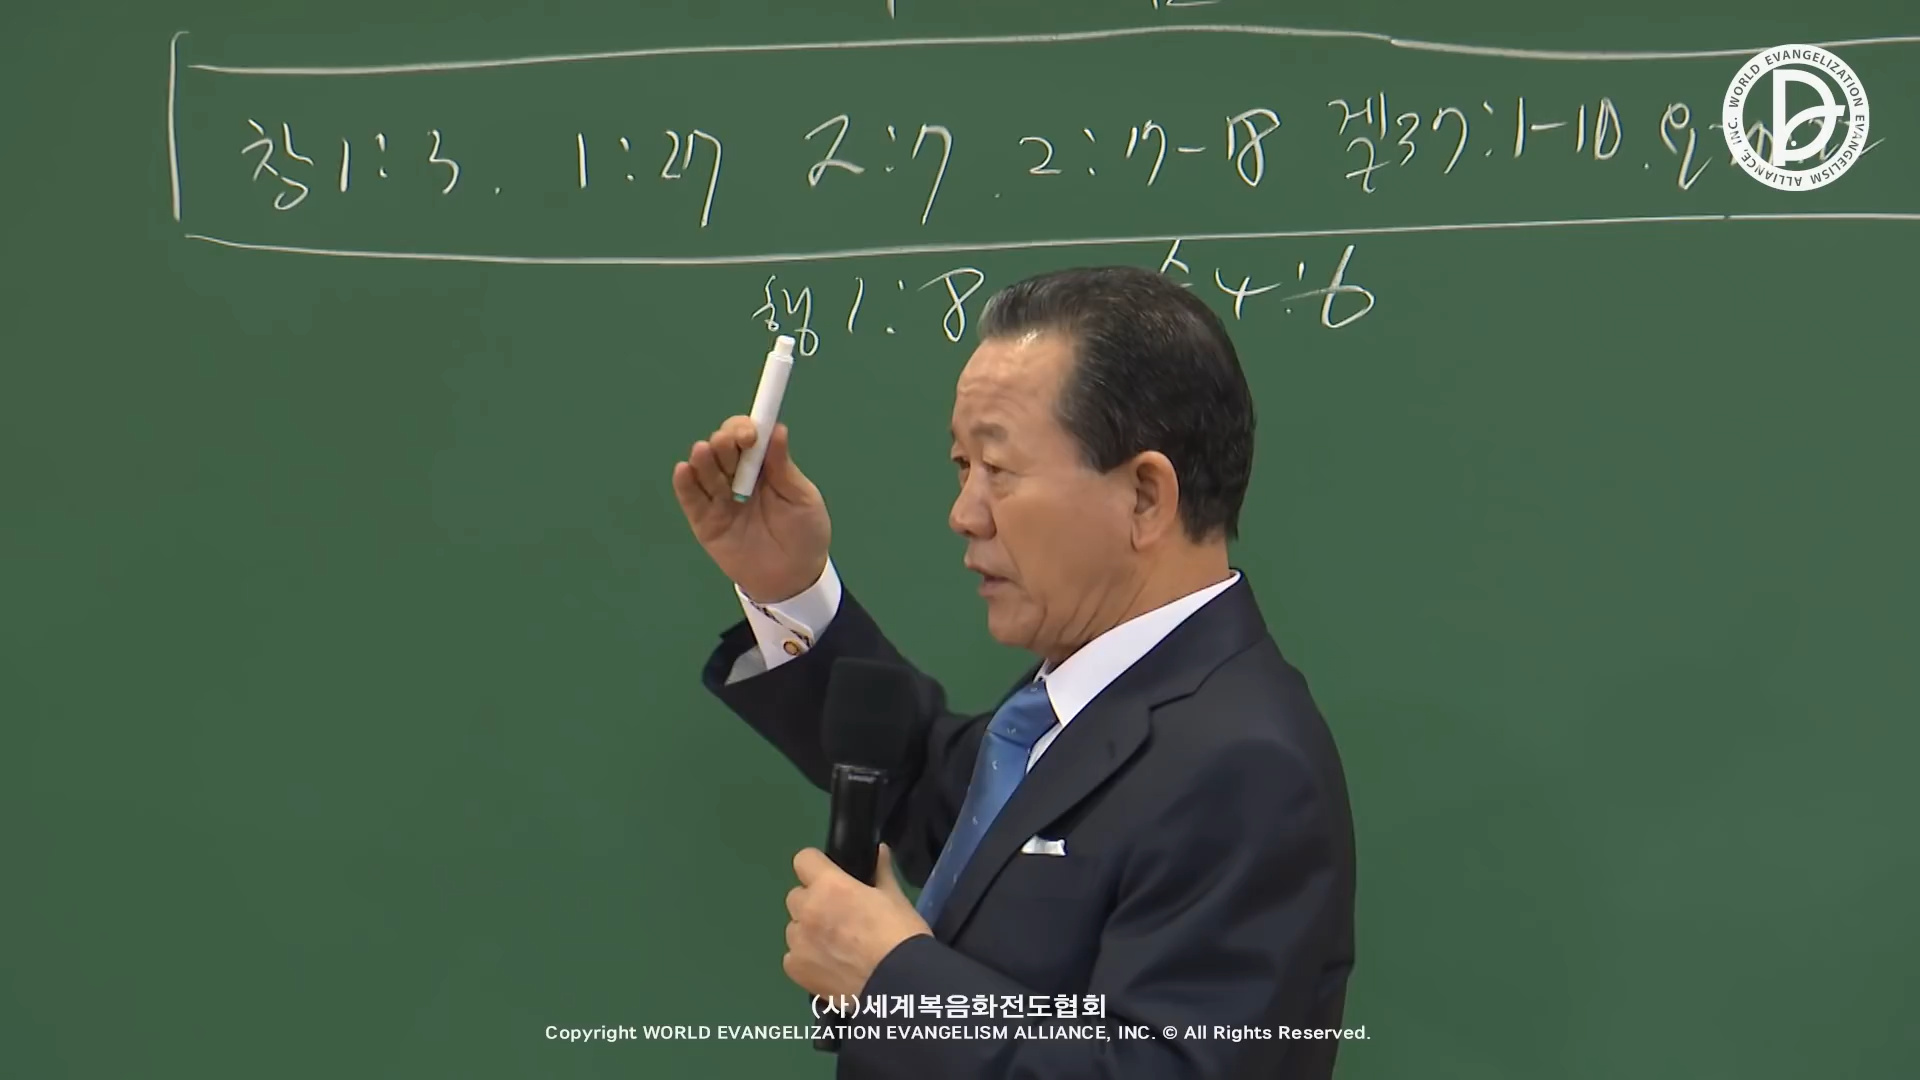 창1:3. 1:27 2:7. 2:17-18 겔37:1-10.
행1:8 슥4:6
WORLD EVANGELIZATION EVANGELISM ALLIANCE, INC.
(사)세계복음화전도협회
Copyright WORLD EVANGELIZATION EVANGELISM ALLIANCE, INC. © All Rights Reserved.